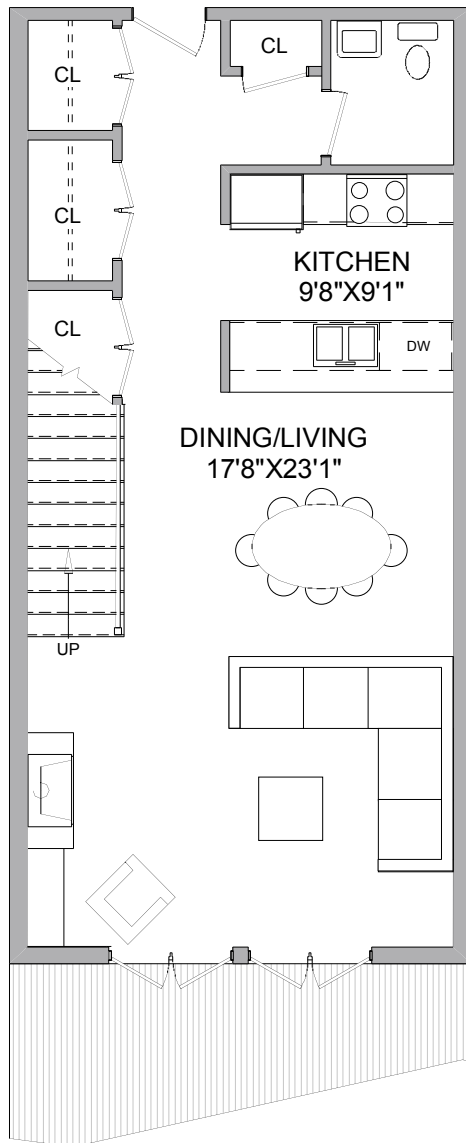 CL
CL
CL
KITCHEN
9'8"X9'1"
CL
DW
DINING/LIVING
17'8"X23'1"
UP